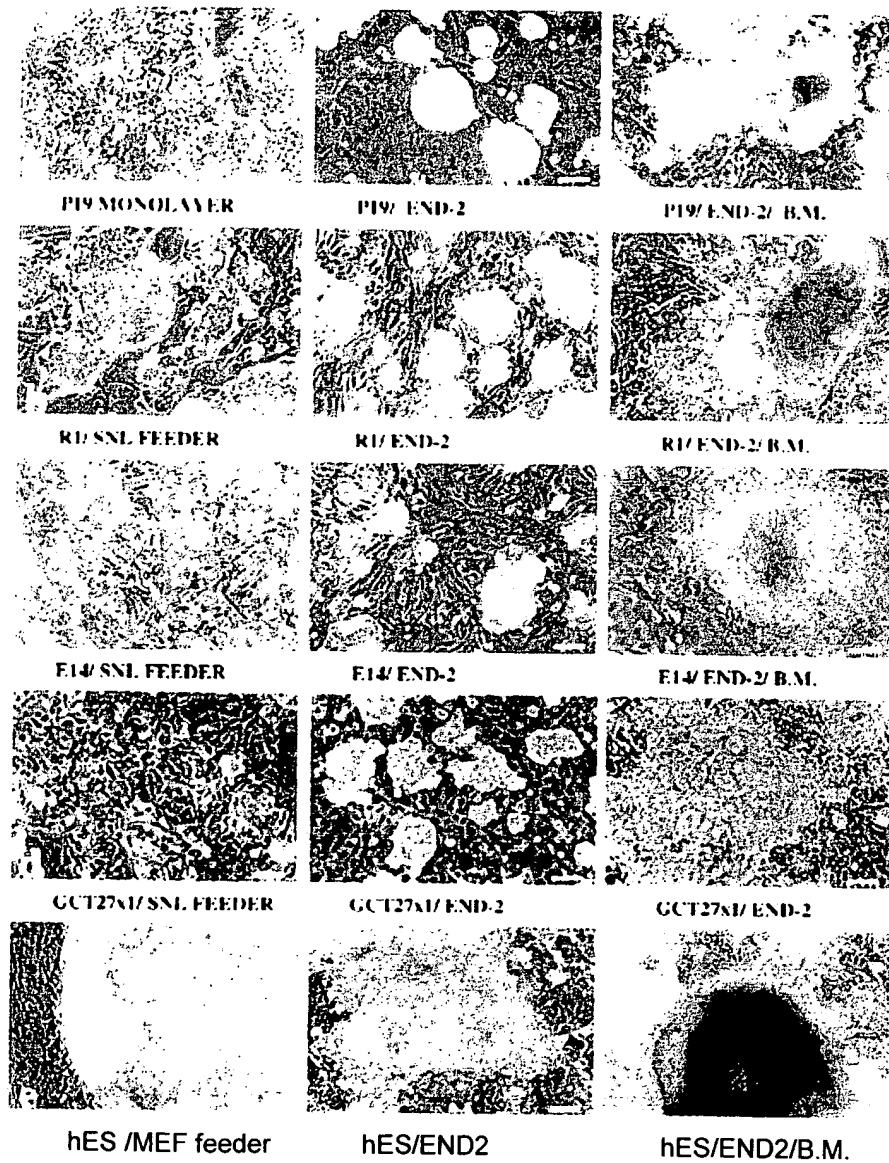 P19 MONOLAYER
P19/ END-2
P19/ END-2/ B.M.
R1/ SNL FEEDER
R1/ END-2
R1/ END-2/ B.M.
E14/ SNL FEEDER
E14/ END-2
E14/ END-2/ B.M.
GCT27x1/ SNL FEEDER
GCT27x1/ END-2
GCT27x1/ END-2
hES /MEF feeder
hES/END2
hES/END2/B.M.